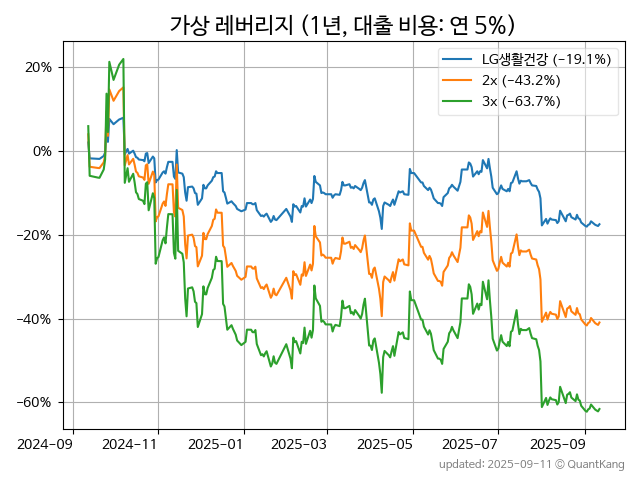 가상 레버리지 (1년, 대출 비용: 연 5%)
LG생활건강 (−19.1%)
2x (−43.2%)
3x (−63.7%)
20%
0%
−20%
−40%
−60%
2024-09 2024-11 2025-01 2025-03 2025-05 2025-07 2025-09
updated: 2025-09-11 © QuantKang